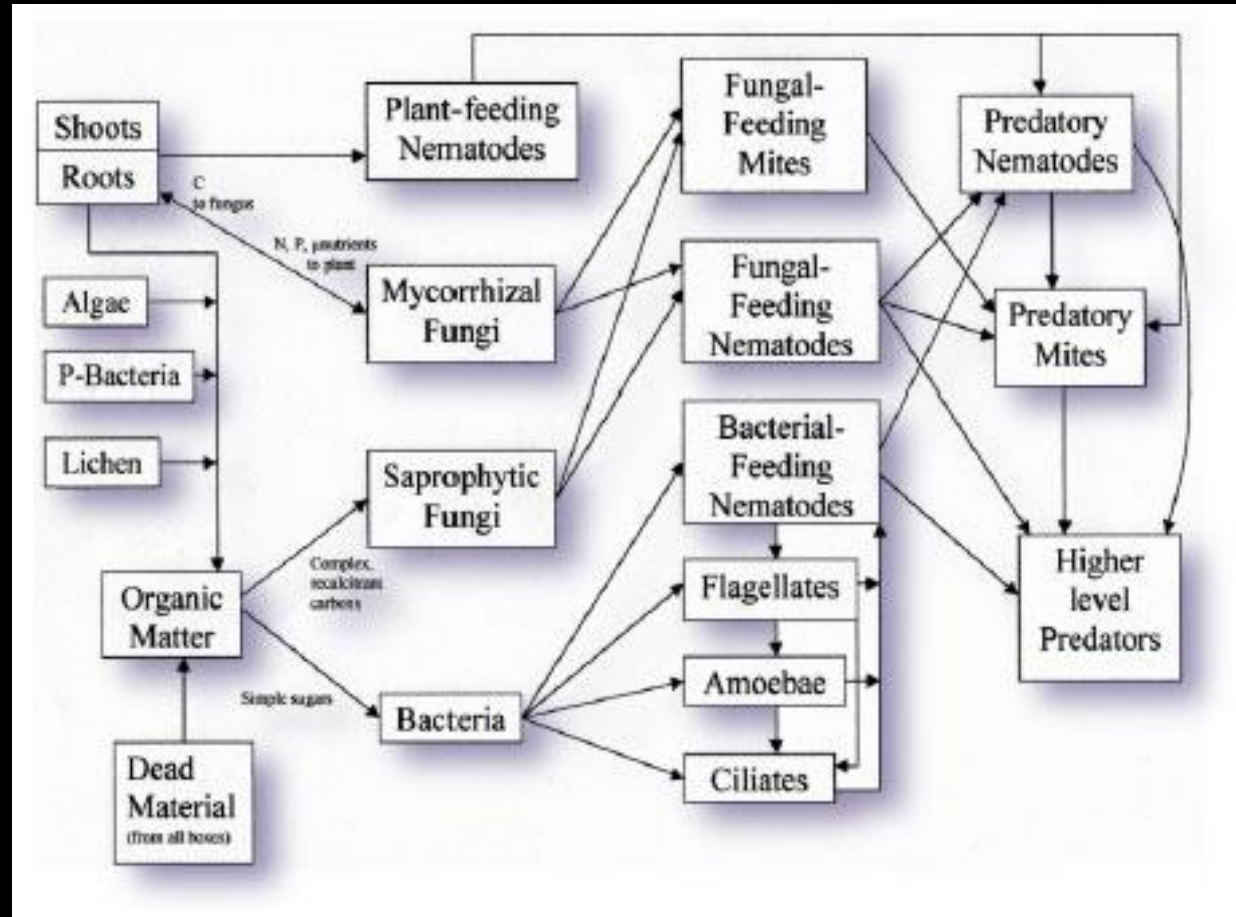 Shoots
Roots
Plant-feeding
Nematodes
Fungal-
Feeding
Mites
Predatory
Nematodes
C
to fungus
N, P, µnutrients
to plant
Algae
Mycorrhizal
Fungi
Fungal-
Feeding
Nematodes
Predatory
Mites
P-Bacteria
Lichen
Saprophytic
Fungi
Bacterial-
Feeding
Nematodes
Complex,
recalcitrant
carbons
Organic
Matter
Flagellates
Higher
level
Predators
Simple sugars
Bacteria
Amoebae
Ciliates
Dead
Material
(from all boxes)